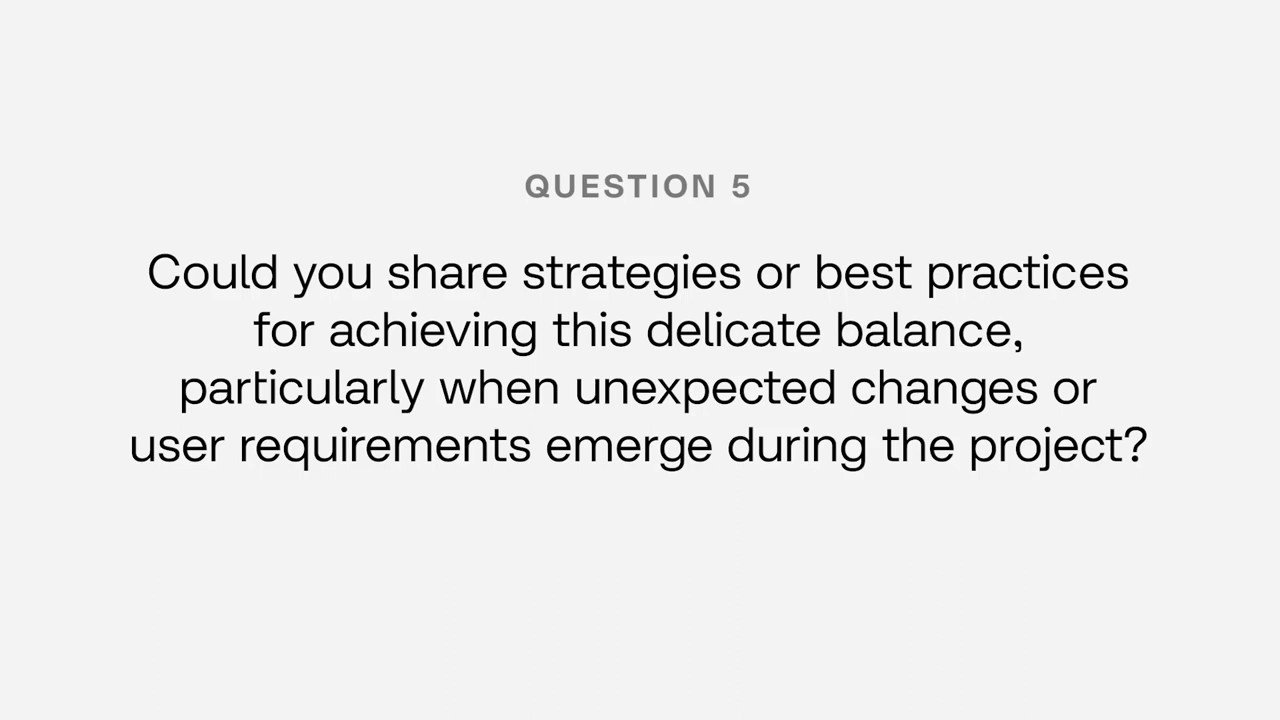 QUESTION 5
Could you share strategies or best practices
for achieving this delicate balance,
particularly when unexpected changes or
user requirements emerge during the project?